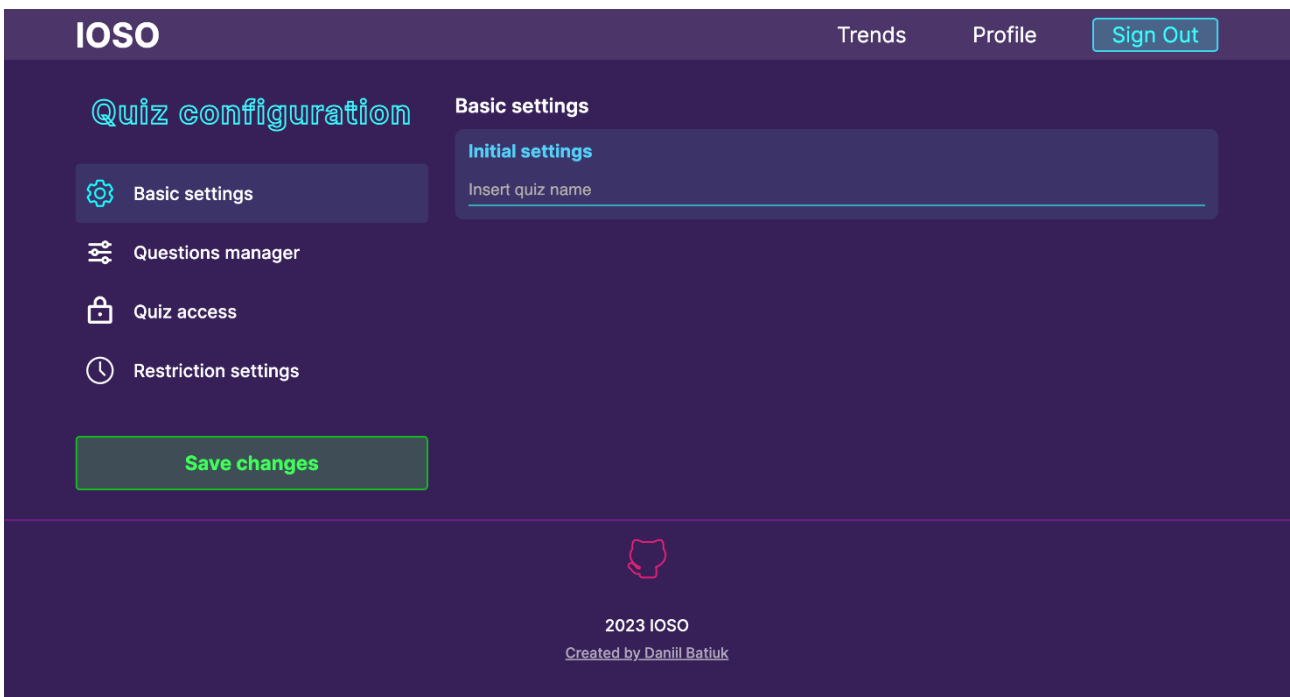 IOSO
Trends
Profile
Sign Out
Quiz configuration
Basic settings
Questions manager
Quiz access
Restriction settings
Save changes
Basic settings
Initial settings
Insert quiz name
2023 IOSO
Created by Daniil Batiuk